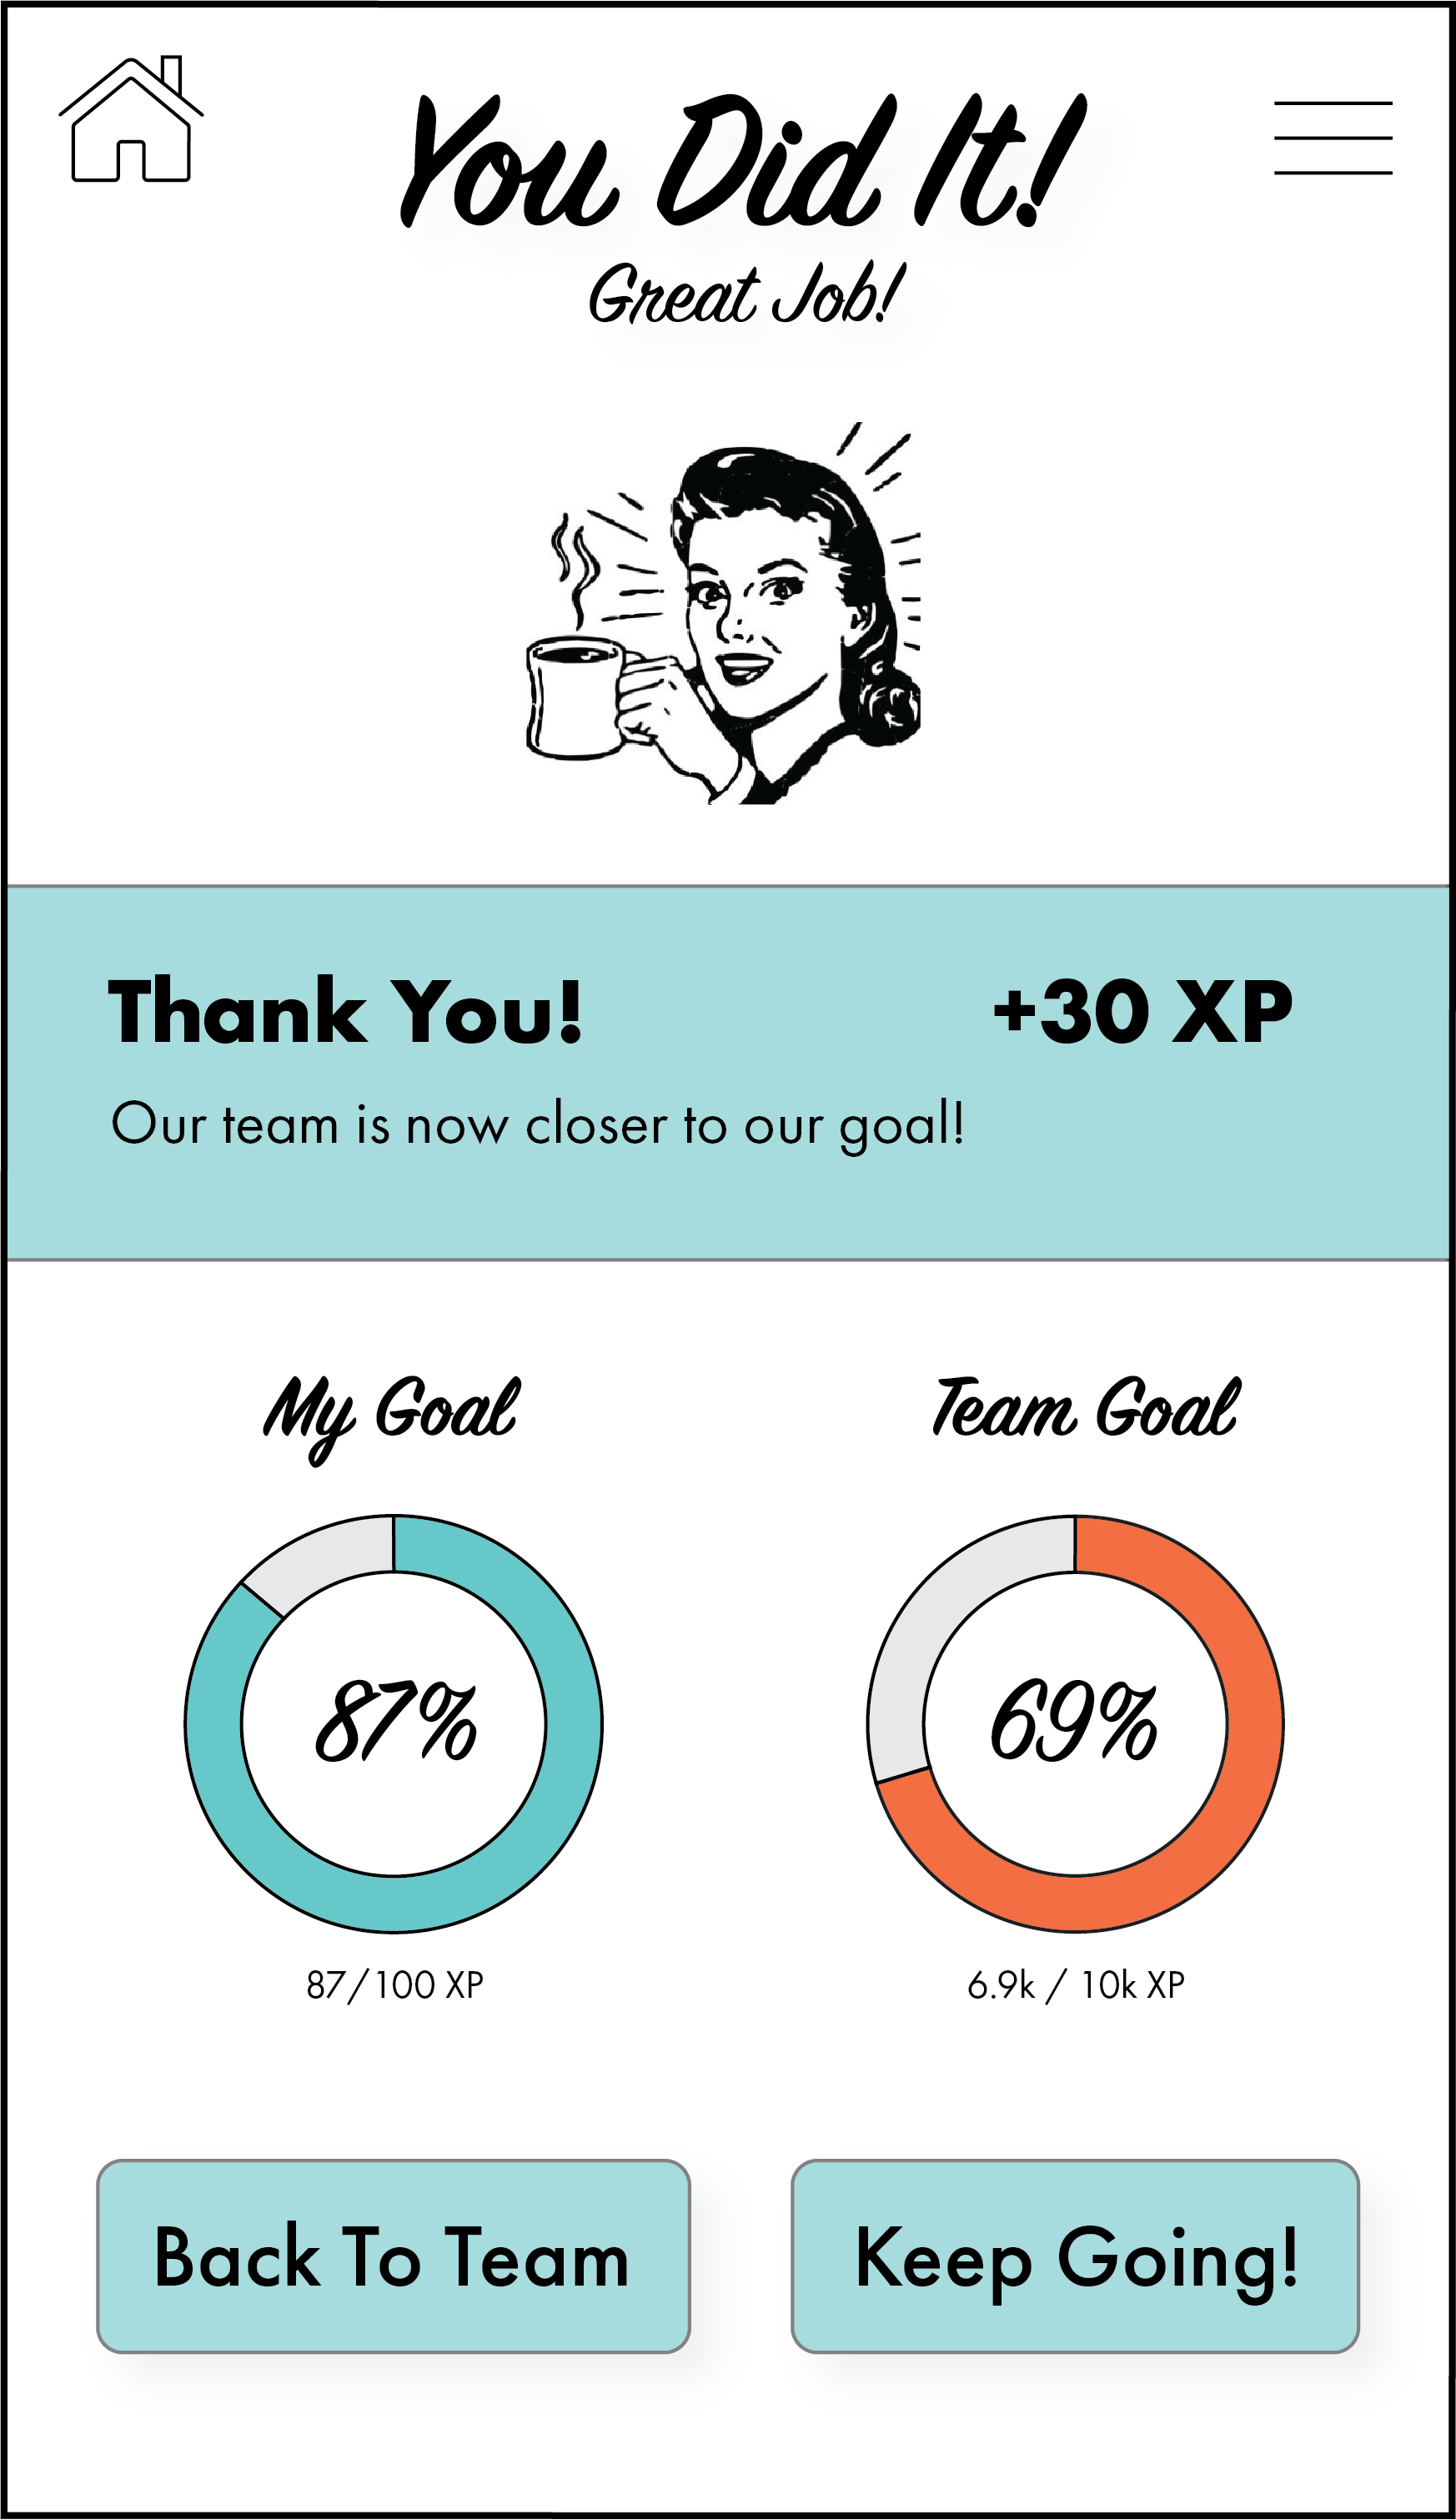 You Did It!
Great Job!
Thank You!
+30 XP
Our team is now closer to our goal!
My Goal
Team Goal
87%
69%
87/100 XP
6.9k / 10k XP
Back To Team
Keep Going!